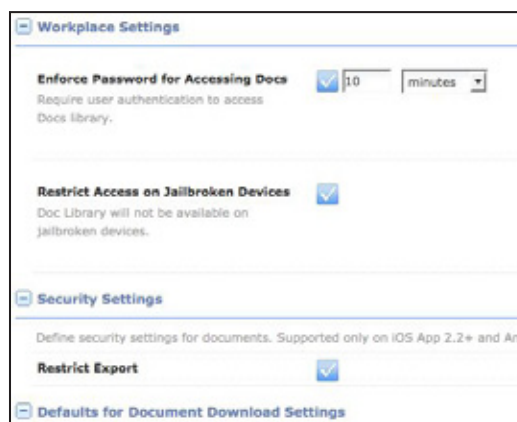 Workplace Settings
Enforce Password for Accessing Docs
10 minutes
Require user authentication to access
Docs library.
Restrict Access on Jailbroken Devices
Doc Library will not be available on
jailbroken devices.
Security Settings
Define security settings for documents. Supported only on iOS App 2.2+ and
Restrict Export
Defaults for Document Download Settings